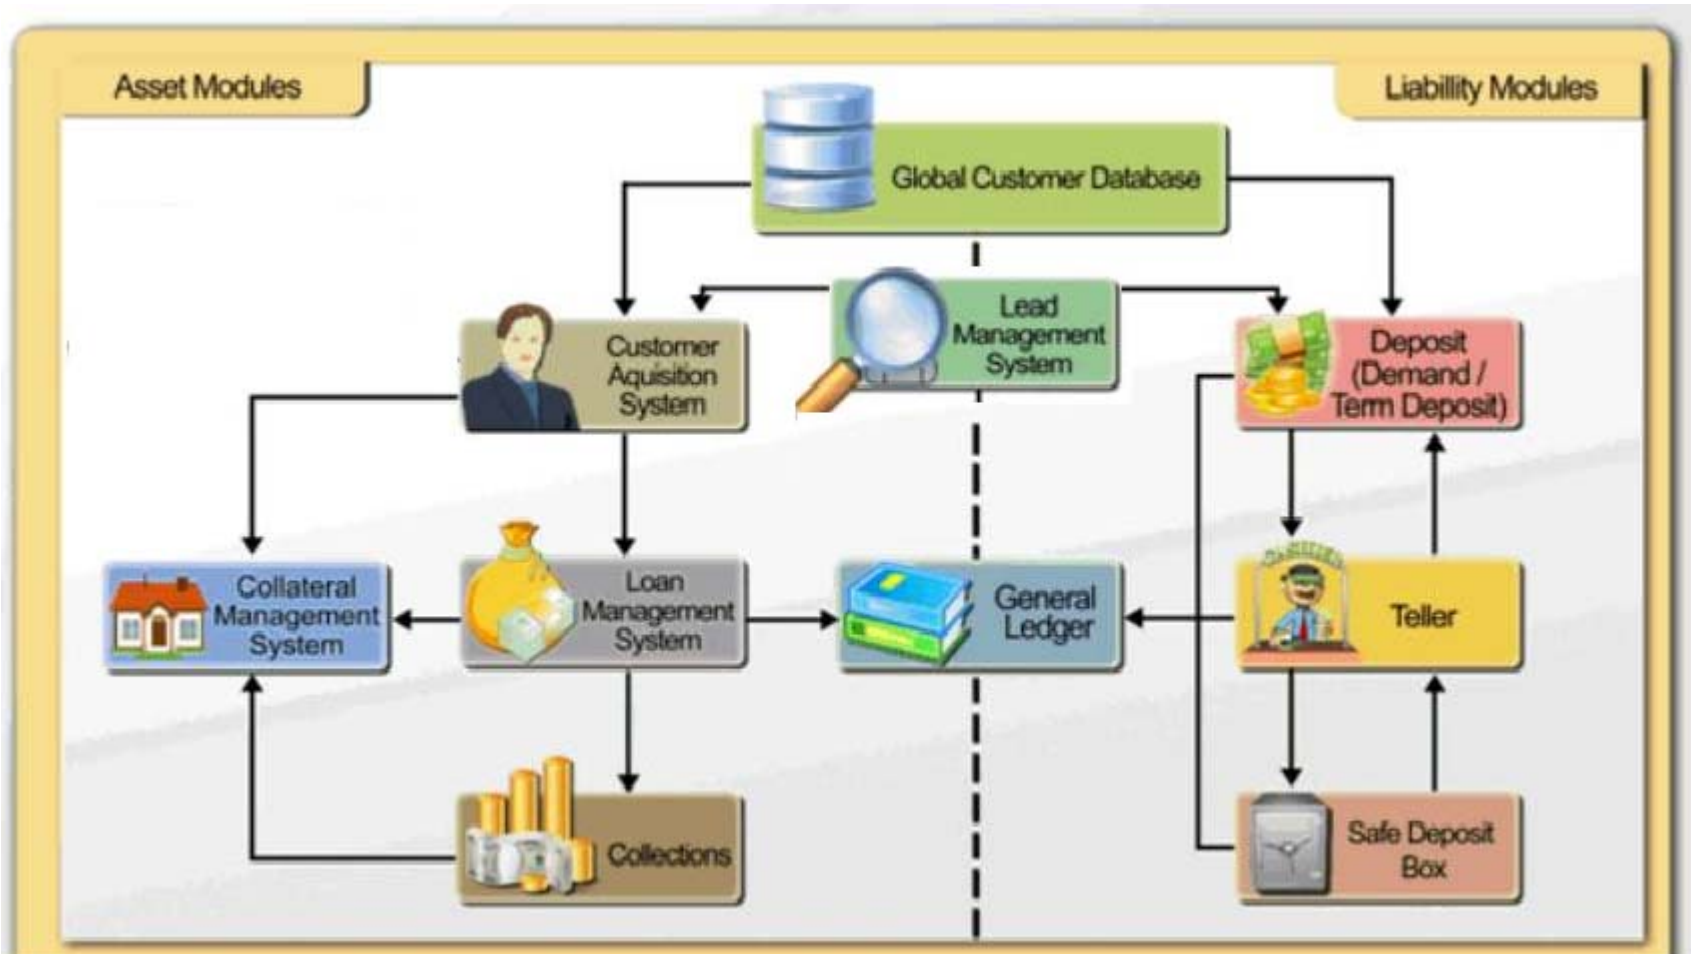 Asset Modules
Liabillity Modules
Global Customer Database
Lead
Management
System
Customer
Aquisition
System
Deposit
(Demand /
Term Deposit)
Collateral
Management
System
Loan
Management
System
General
Ledger
Teller
Collections
Safe Deposit
Box